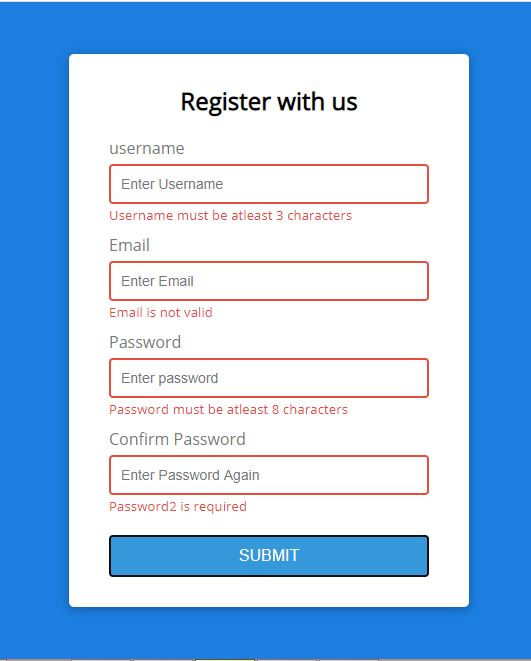 Register with us
username
Enter Username
Username must be atleast 3 characters
Email
Enter Email
Email is not valid
Password
Enter password
Password must be atleast 8 characters
Confirm Password
Enter Password Again
Password2 is required
SUBMIT